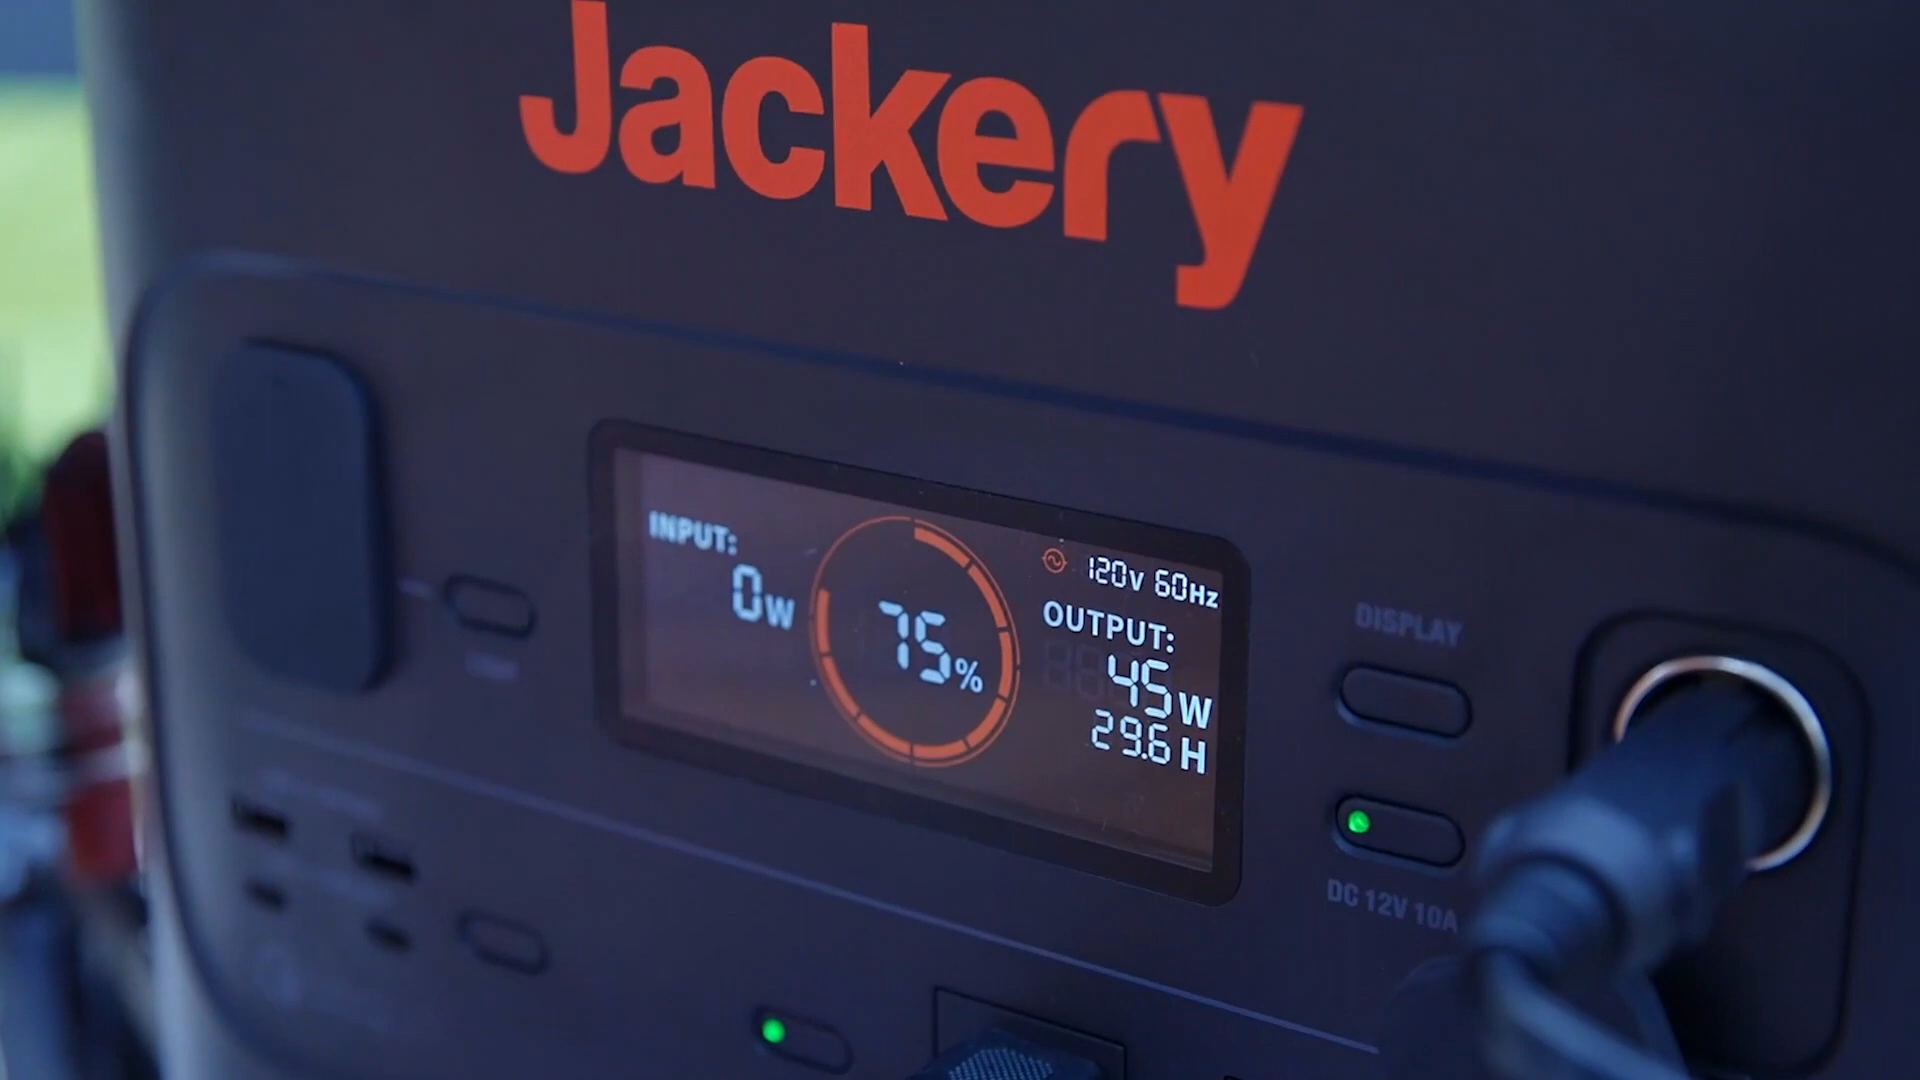 Jackery
INPUT:
0W
75%
120V 60Hz
OUTPUT:
45W
29.6 H
DISPLAY
DC 12V 10A